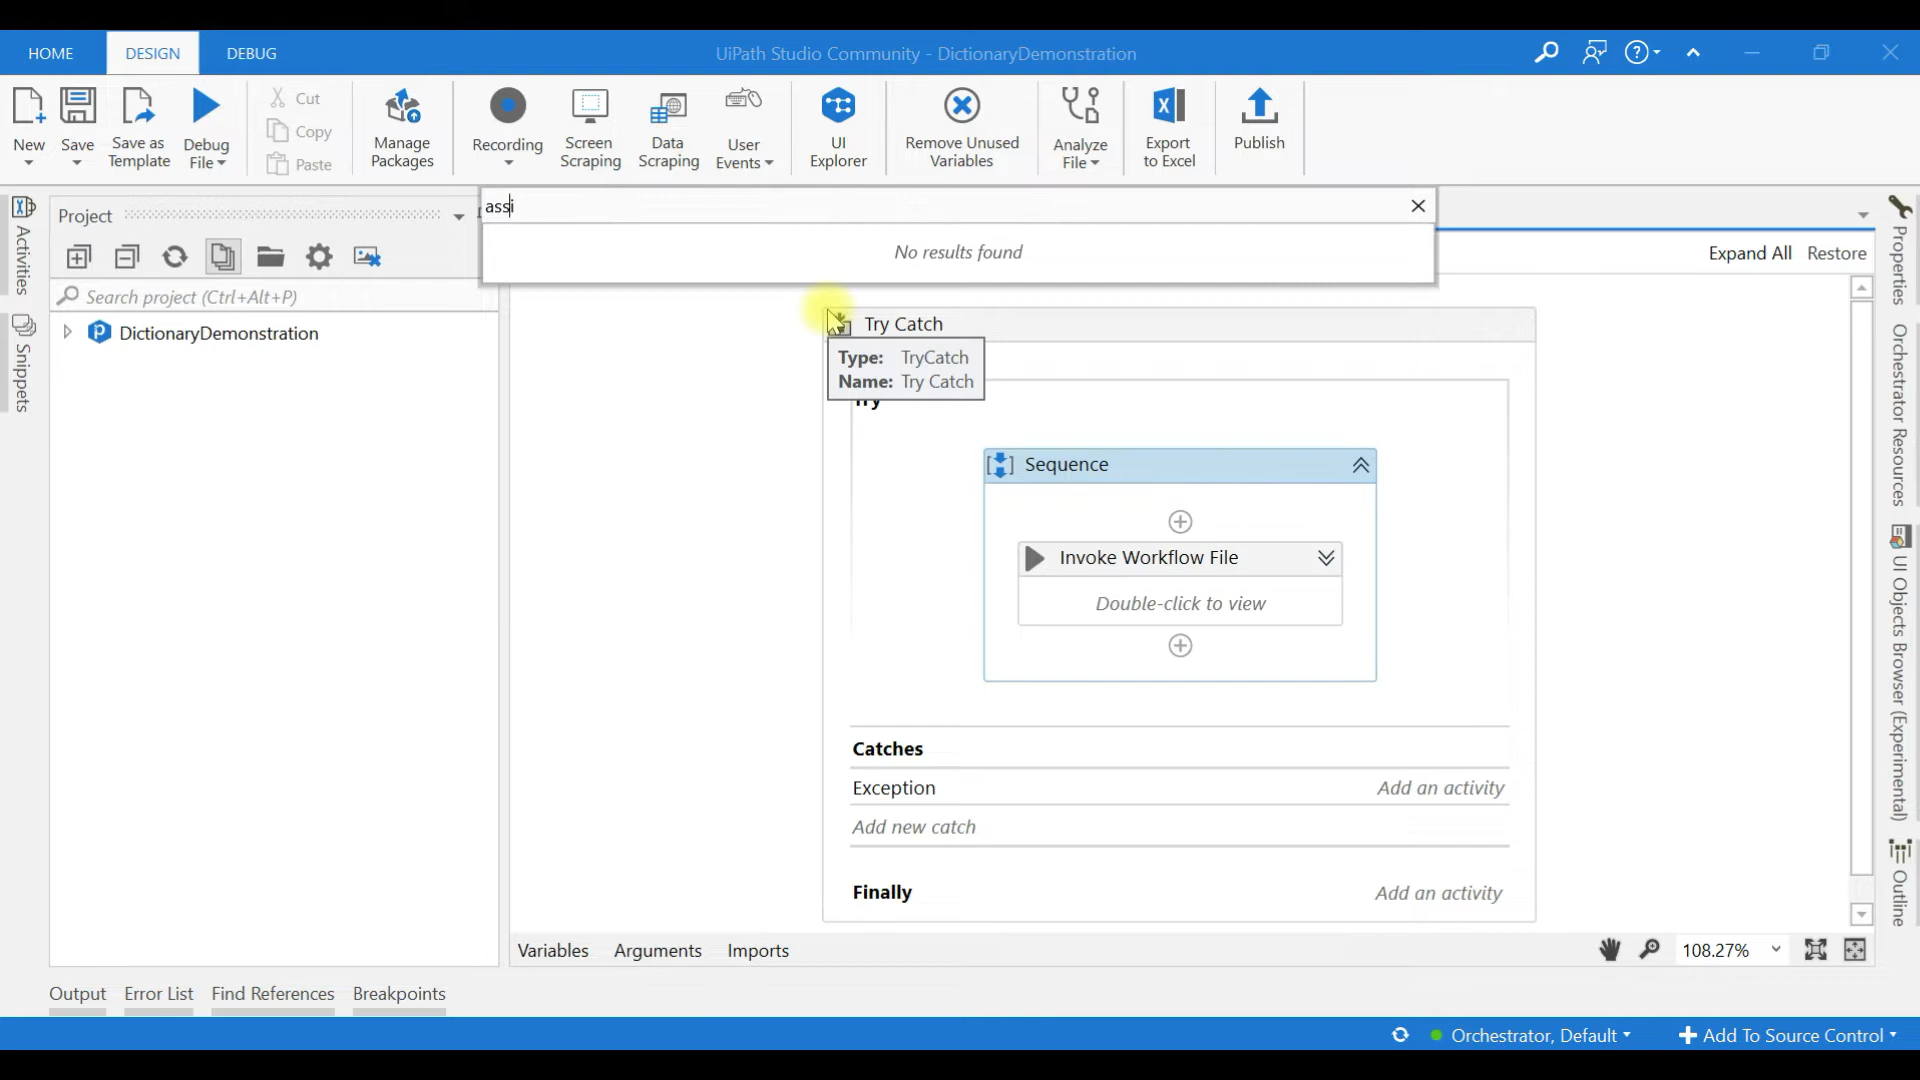 HOME DESIGN DEBUG UiPath Studio Community - DictionaryDemonstration
New Save Save as Template Debug File Cut Copy Paste Manage Packages Recording Screen Scraping Data Scraping User Events UI Explorer Remove Unused Variables Analyze File Export to Excel Publish
Project
assi
No results found
Expand All Restore
Search project (Ctrl+Alt+P)
DictionaryDemonstration
Activities
Snippets
Try Catch
Type: TryCatch
Name: Try Catch
Try
Sequence
Invoke Workflow File
Double-click to view
Catches
Exception Add an activity
Add new catch
Finally Add an activity
Properties
Orchestrator Resources
UI Objects Browser (Experimental)
Outline
Variables Arguments Imports 108.27%
Output Error List Find References Breakpoints
Orchestrator, Default Add To Source Control